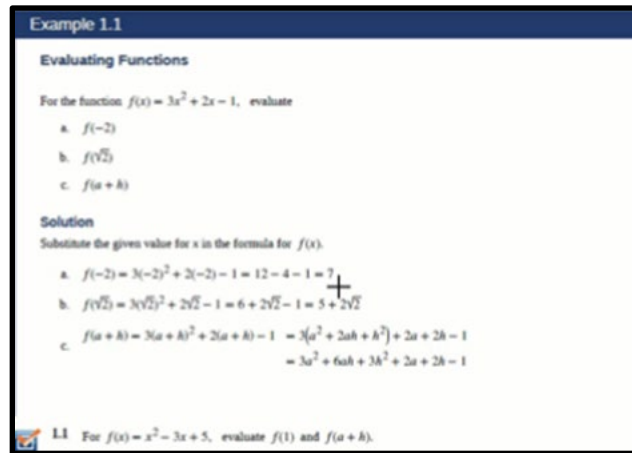 Example 1.1
Evaluating Functions
For the function f(x) = 3x² + 2x − 1, evaluate
a. f(−2)
b. f(√2)
c. f(a + h)
Solution
Substitute the given value for x in the formula for f(x).
a. f(−2) = 3(−2)² + 2(−2) − 1 = 12 − 4 − 1 = 7
b. f(√2) = 3(√2)² + 2√2 − 1 = 6 + 2√2 − 1 = 5 + 2√2
c. f(a + h) = 3(a + h)² + 2(a + h) − 1 = 3(a² + 2ah + h²) + 2a + 2h − 1
= 3a² + 6ah + 3h² + 2a + 2h − 1
1.1 For f(x) = x² − 3x + 5, evaluate f(1) and f(a + h).